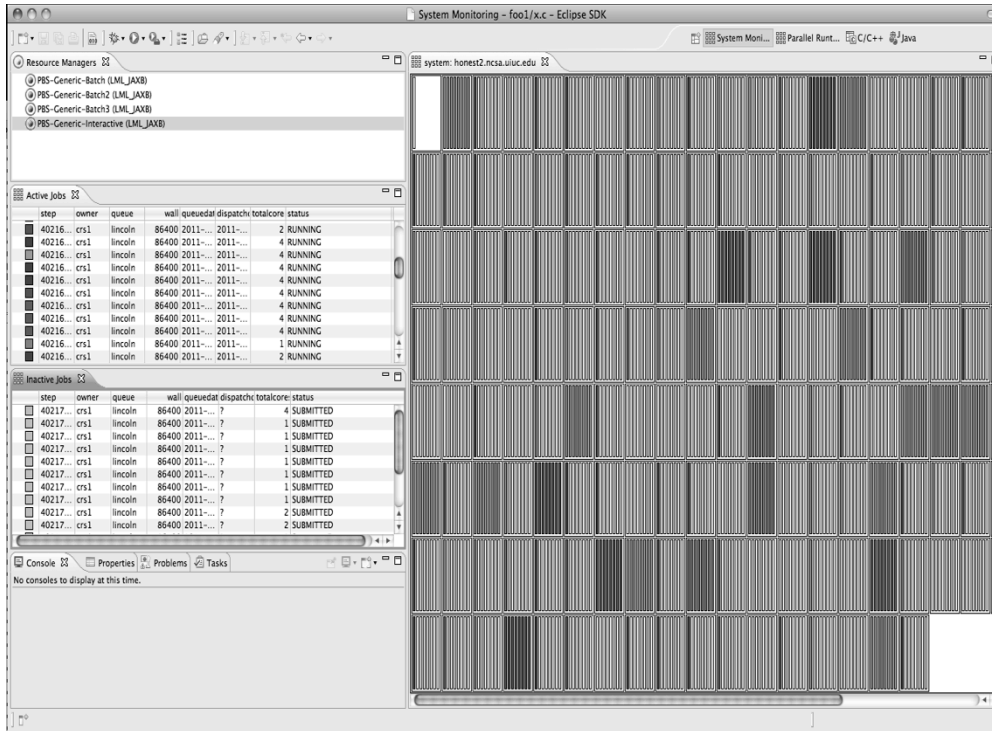 System Monitoring - foo1/x.c - Eclipse SDK
System Moni... Parallel Runt... C/C++ Java
Resource Managers
PBS-Generic-Batch (LML_JAXB)
PBS-Generic-Batch2 (LML_JAXB)
PBS-Generic-Batch3 (LML_JAXB)
PBS-Generic-Interactive (LML_JAXB)
Active Jobs
step owner queue wall queuedat dispatchd totalcore status
40216... crs1 lincoln 86400 2011-... 2011-... 2 RUNNING
40216... crs1 lincoln 86400 2011-... 2011-... 4 RUNNING
40216... crs1 lincoln 86400 2011-... 2011-... 4 RUNNING
40216... crs1 lincoln 86400 2011-... 2011-... 4 RUNNING
40216... crs1 lincoln 86400 2011-... 2011-... 4 RUNNING
40216... crs1 lincoln 86400 2011-... 2011-... 4 RUNNING
40216... crs1 lincoln 86400 2011-... 2011-... 4 RUNNING
40216... crs1 lincoln 86400 2011-... 2011-... 4 RUNNING
40216... crs1 lincoln 86400 2011-... 2011-... 4 RUNNING
40216... crs1 lincoln 86400 2011-... 2011-... 1 RUNNING
40216... crs1 lincoln 86400 2011-... 2011-... 2 RUNNING
Inactive Jobs
step owner queue wall queuedat dispatchd totalcore: status
40217... crs1 lincoln 86400 2011-... ? 4 SUBMITTED
40217... crs1 lincoln 86400 2011-... ? 1 SUBMITTED
40217... crs1 lincoln 86400 2011-... ? 1 SUBMITTED
40217... crs1 lincoln 86400 2011-... ? 1 SUBMITTED
40217... crs1 lincoln 86400 2011-... ? 1 SUBMITTED
40217... crs1 lincoln 86400 2011-... ? 1 SUBMITTED
40217... crs1 lincoln 86400 2011-... ? 1 SUBMITTED
40217... crs1 lincoln 86400 2011-... ? 1 SUBMITTED
40217... crs1 lincoln 86400 2011-... ? 2 SUBMITTED
40217... crs1 lincoln 86400 2011-... ? 2 SUBMITTED
Console Properties Problems Tasks
No consoles to display at this time.
system: honest2.ncsa.uiuc.edu